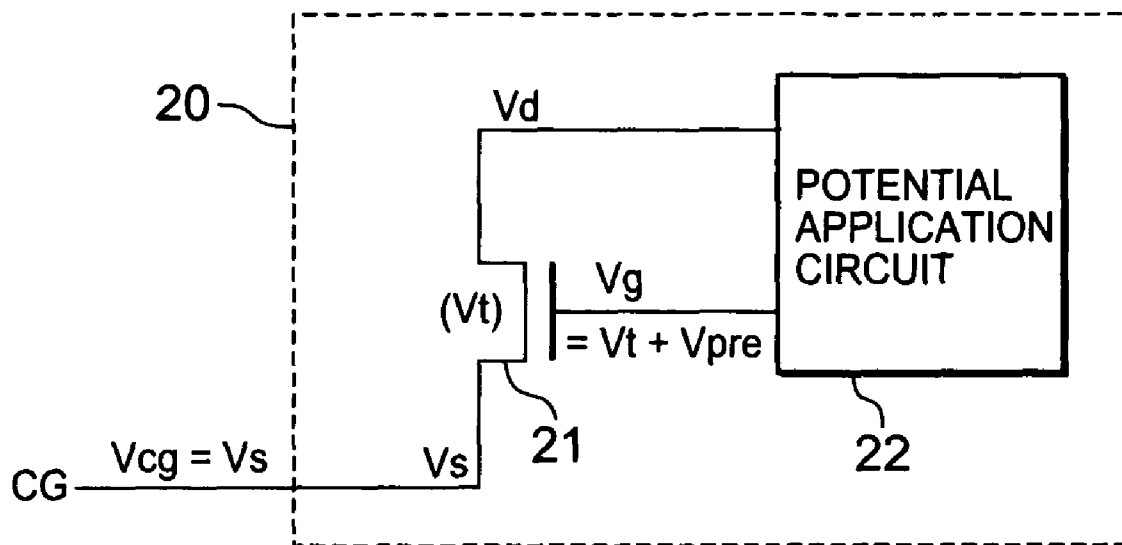 20
Vd
POTENTIAL
APPLICATION
CIRCUIT
(Vt)
Vg
= Vt + Vpre
21
22
Vcg = Vs
Vs
CG